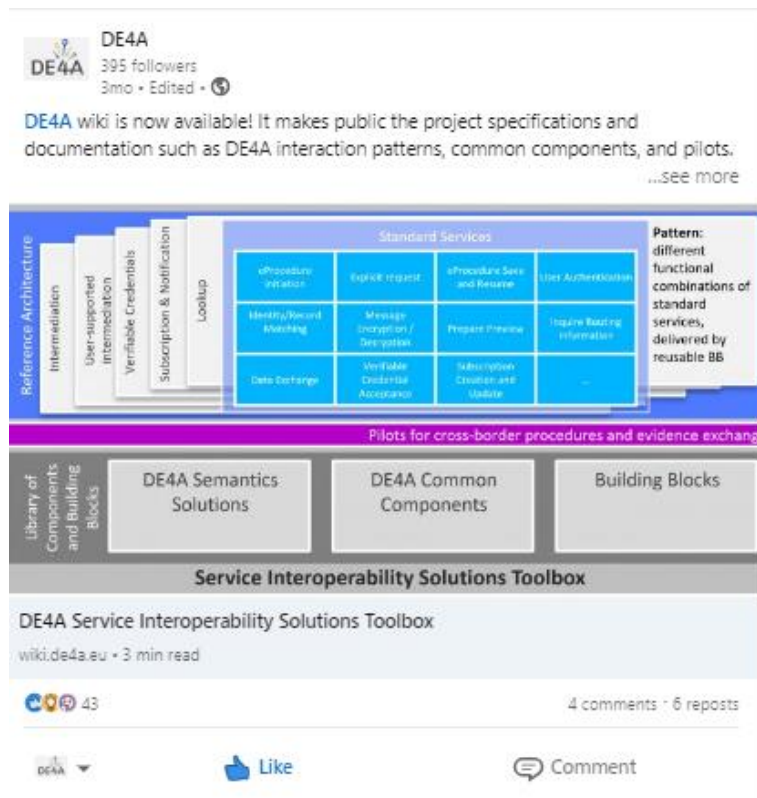 DE4A
DE4A
395 followers
3mo • Edited •
DE4A wiki is now available! It makes public the project specifications and
documentation such as DE4A interaction patterns, common components, and pilots.
...see more
Reference Architecture
Intermediation
User-supported
Intermediation
Verifiable Credentials
Subscription & Notification
Lookup
Standard Services
eProcedure
Initiation
Explicit request
eProcedure Save
and Resume
User Authentication
Identity/Record
Matching
Message
Encryption /
Decryption
Prepare Preview
Inquire Routing
Information
Data Exchange
Verifiable
Credential
Acceptance
Subscription
Creation and
Update
...
Pattern:
different
functional
combinations of
standard
services,
delivered by
reusable BB
Pilots for cross-border procedures and evidence exchang
Library of
Components
and Building
Blocks
DE4A Semantics
Solutions
DE4A Common
Components
Building Blocks
Service Interoperability Solutions Toolbox
DE4A Service Interoperability Solutions Toolbox
wiki.de4a.eu • 3 min read
43
4 comments · 6 reposts
DE4A
Like
Comment